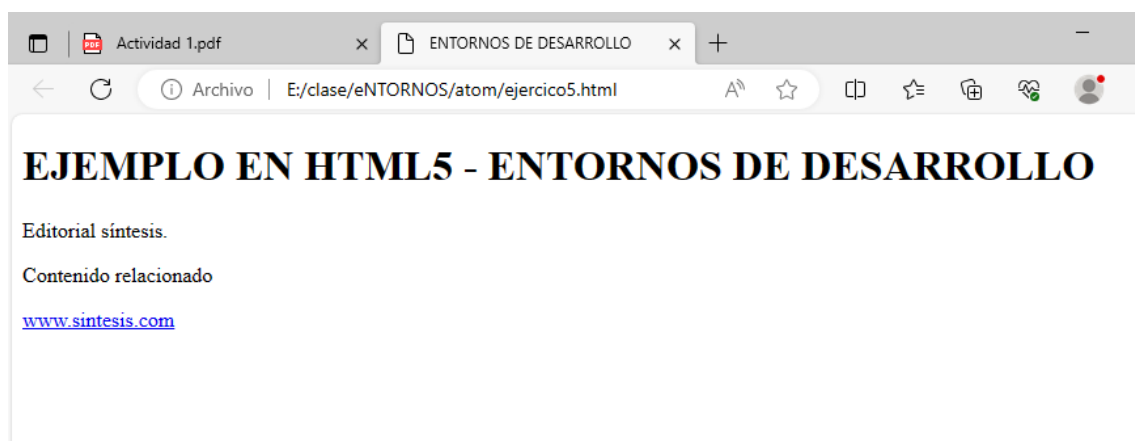 Actividad 1.pdf
ENTORNOS DE DESARROLLO
Archivo
E:/clase/eNTORNOS/atom/ejercico5.html
EJEMPLO EN HTML5 - ENTORNOS DE DESARROLLO
Editorial síntesis.
Contenido relacionado
www.sintesis.com